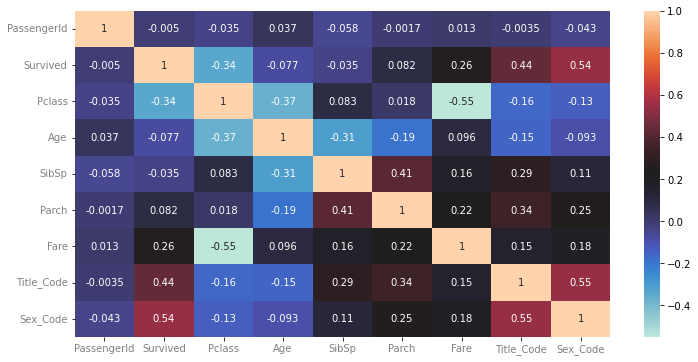 PassengerId 1 -0.005 -0.035 0.037 -0.058 -0.0017 0.013 -0.0035 -0.043
Survived -0.005 1 -0.34 -0.077 -0.035 0.082 0.26 0.44 0.54
Pclass -0.035 -0.34 1 -0.37 0.083 0.018 -0.55 -0.16 -0.13
Age 0.037 -0.077 -0.37 1 -0.31 -0.19 0.096 -0.15 -0.093
SibSp -0.058 -0.035 0.083 -0.31 1 0.41 0.16 0.29 0.11
Parch -0.0017 0.082 0.018 -0.19 0.41 1 0.22 0.34 0.25
Fare 0.013 0.26 -0.55 0.096 0.16 0.22 1 0.15 0.18
Title_Code -0.0035 0.44 -0.16 -0.15 0.29 0.34 0.15 1 0.55
Sex_Code -0.043 0.54 -0.13 -0.093 0.11 0.25 0.18 0.55 1
PassengerId Survived Pclass Age SibSp Parch Fare Title_Code Sex_Code
1.0
0.8
0.6
0.4
0.2
0.0
-0.2
-0.4